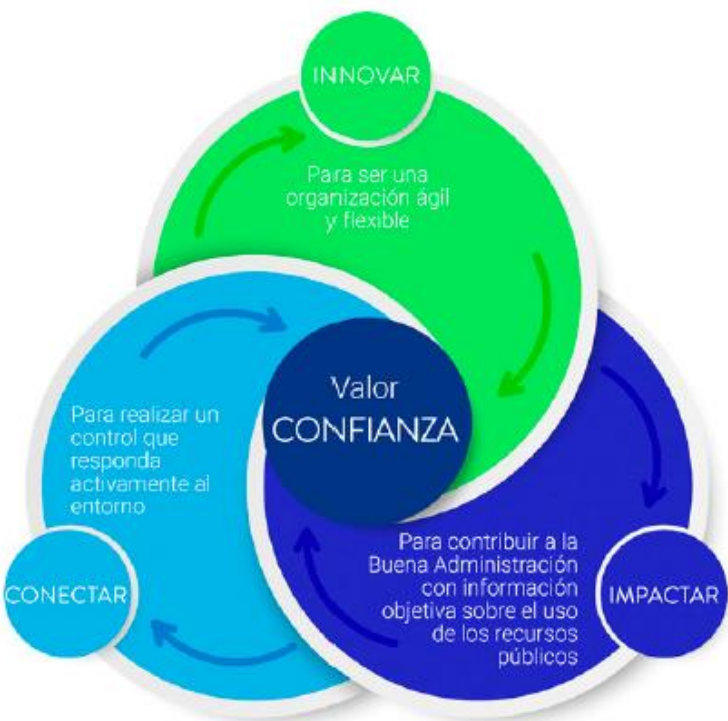 INNOVAR
Para ser una
organización ágil
y flexible
Valor
CONFIANZA
Para realizar un
control que
responda
activamente al
entorno
CONECTAR
Para contribuir a la
Buena Administración
con información
objetiva sobre el uso
de los recursos
públicos
IMPACTAR